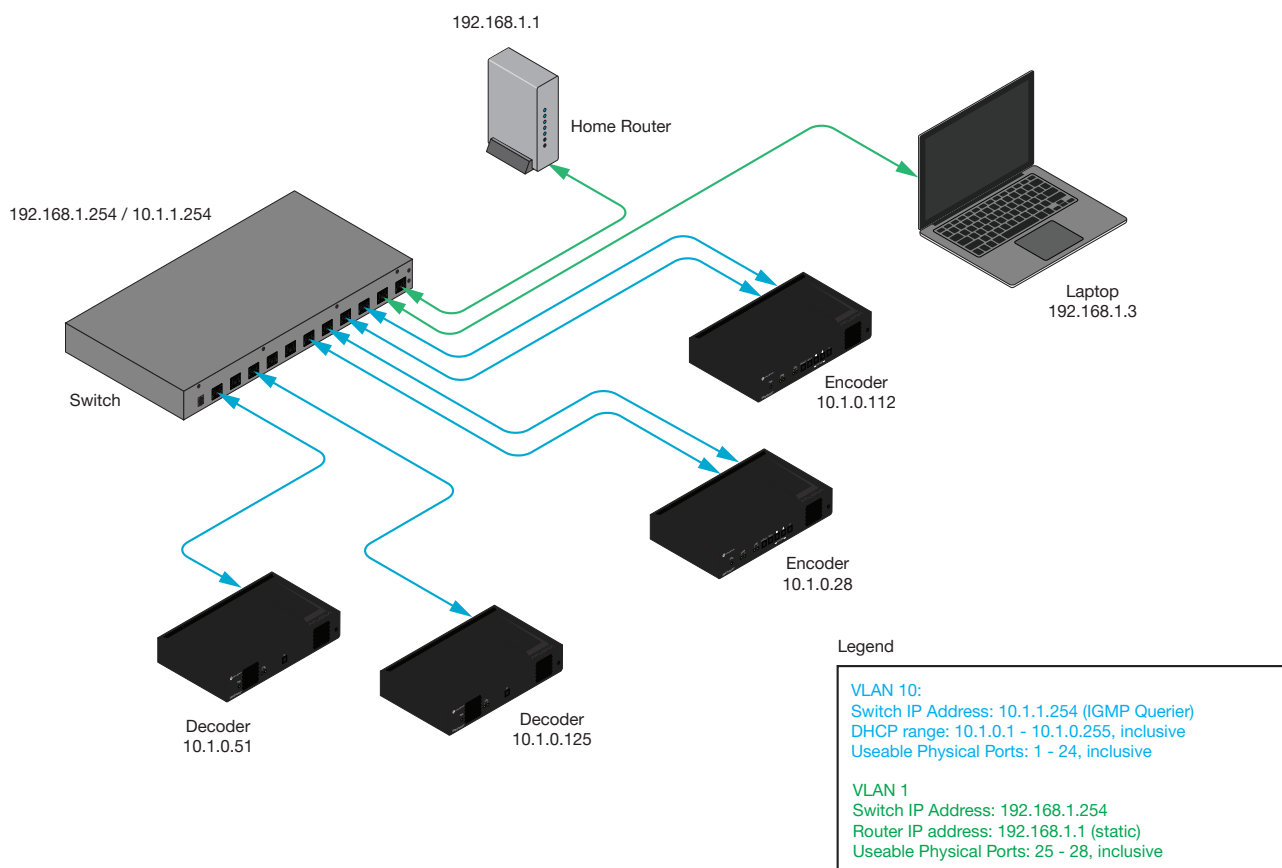 192.168.1.1
Home Router
192.168.1.254 / 10.1.1.254
Switch
Laptop
192.168.1.3
Encoder
10.1.0.112
Encoder
10.1.0.28
Decoder
10.1.0.51
Decoder
10.1.0.125
Legend
VLAN 10:
Switch IP Address: 10.1.1.254 (IGMP Querier)
DHCP range: 10.1.0.1 - 10.1.0.255, inclusive
Useable Physical Ports: 1 - 24, inclusive
VLAN 1
Switch IP Address: 192.168.1.254
Router IP address: 192.168.1.1 (static)
Useable Physical Ports: 25 - 28, inclusive